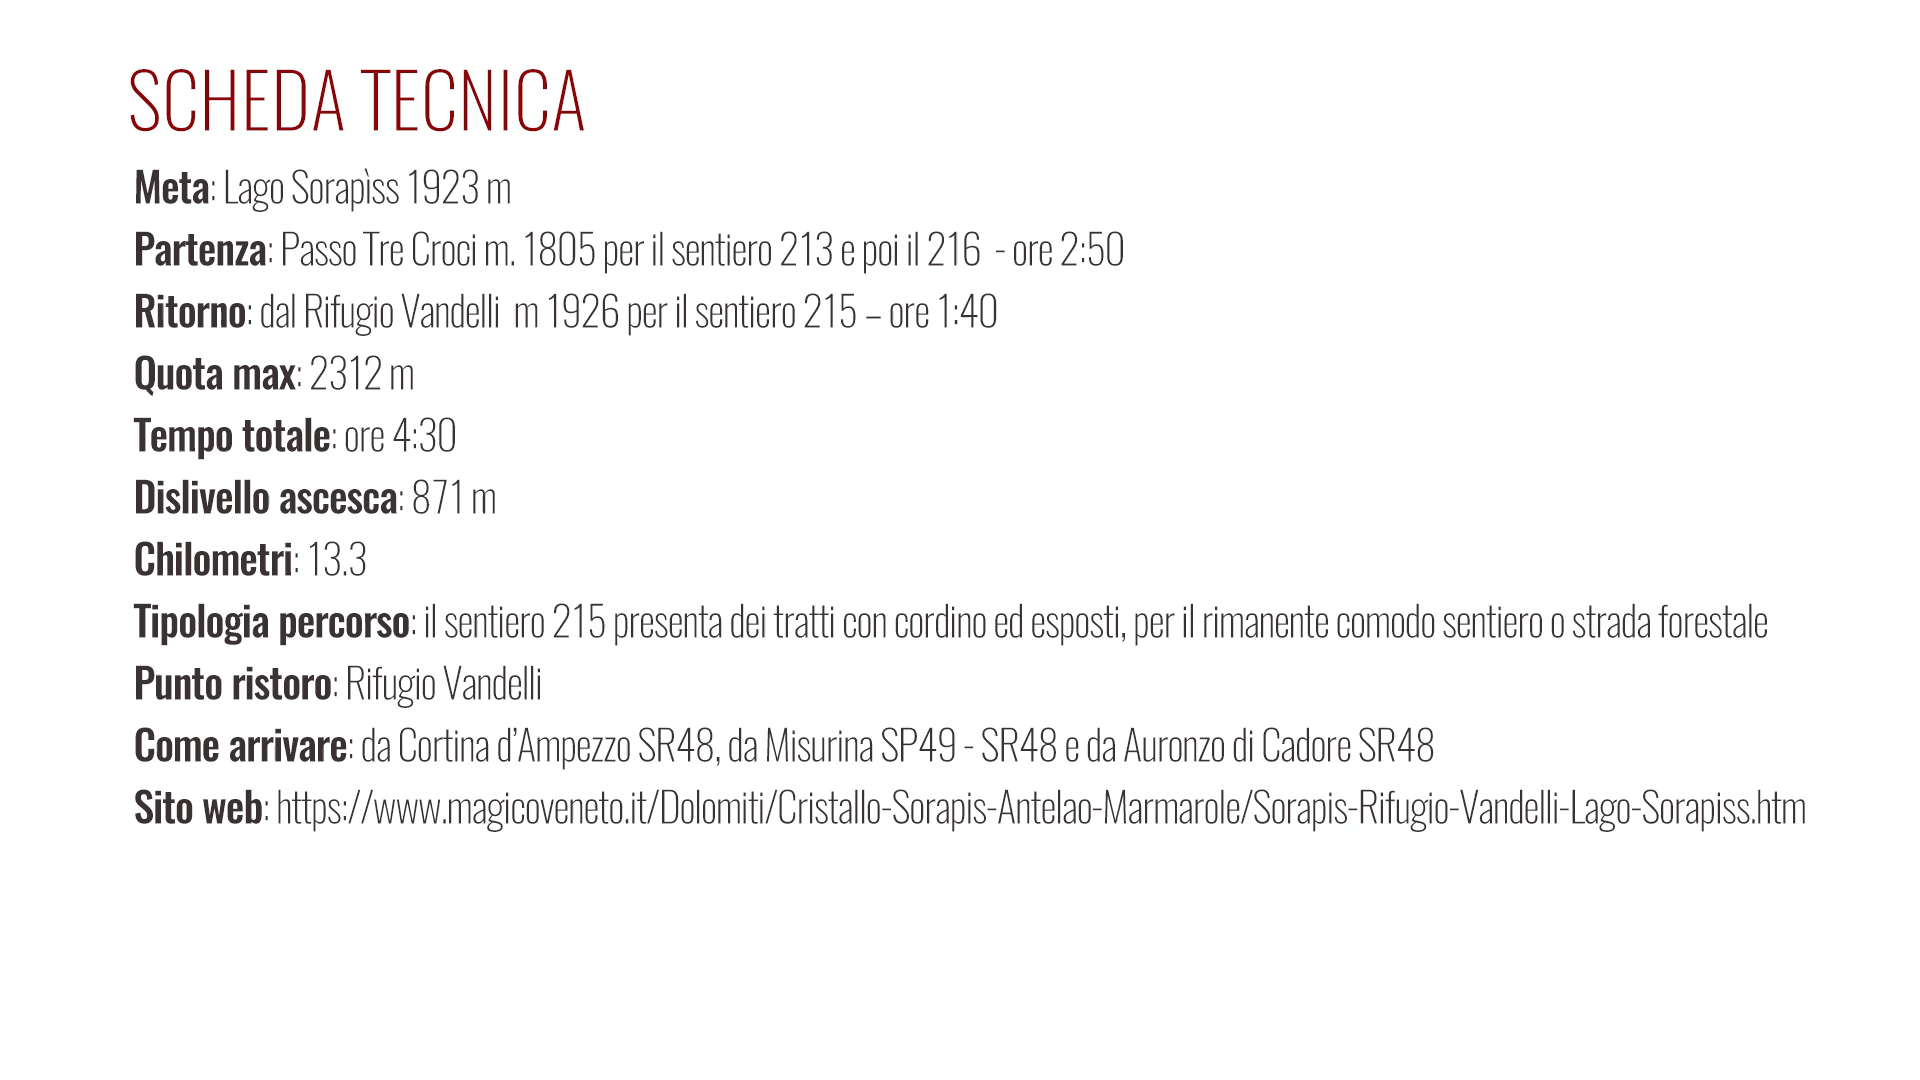 SCHEDA TECNICA
Meta: Lago Sorapìss 1923 m
Partenza: Passo Tre Croci m. 1805 per il sentiero 213 e poi il 216  - ore 2:50
Ritorno: dal Rifugio Vandelli  m 1926 per il sentiero 215 – ore 1:40
Quota max: 2312 m
Tempo totale: ore 4:30
Dislivello ascesca: 871 m
Chilometri: 13.3
Tipologia percorso: il sentiero 215 presenta dei tratti con cordino ed esposti, per il rimanente comodo sentiero o strada forestale
Punto ristoro: Rifugio Vandelli
Come arrivare: da Cortina d’Ampezzo SR48, da Misurina SP49 - SR48 e da Auronzo di Cadore SR48
Sito web: https://www.magicoveneto.it/Dolomiti/Cristallo-Sorapis-Antelao-Marmarole/Sorapis-Rifugio-Vandelli-Lago-Sorapiss.htm